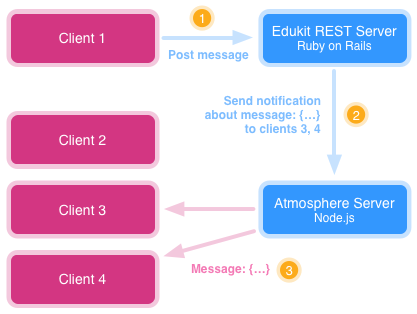 Client 1
1
Post message
Edukit REST Server
Ruby on Rails
Send notification
about message: {...}
to clients 3, 4
2
Client 2
Client 3
Atmosphere Server
Node.js
Client 4
Message: {...}
3